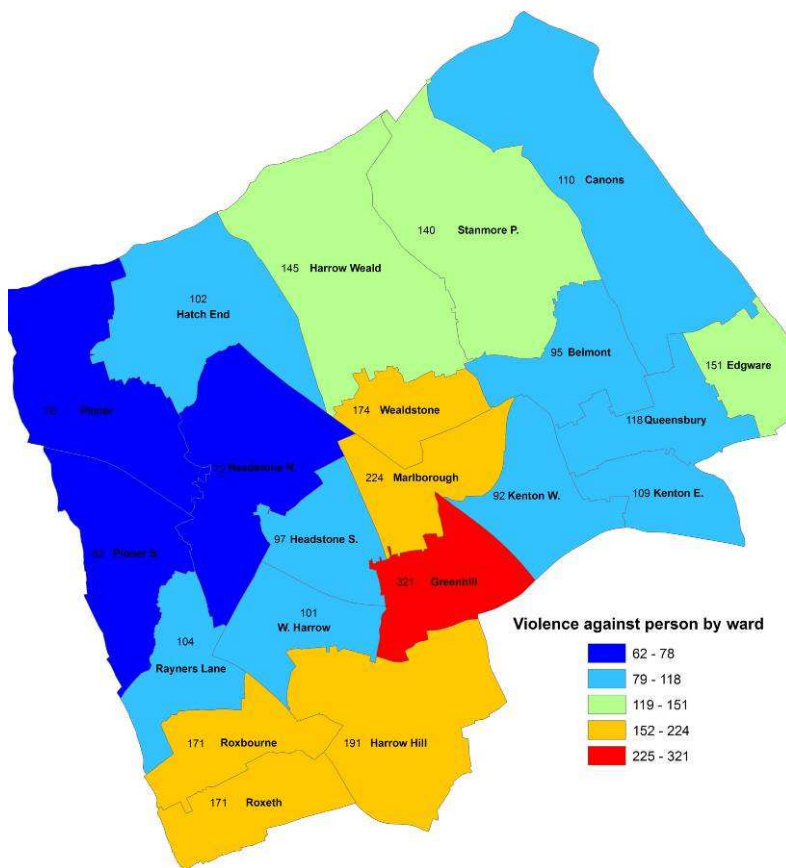 110 Canons
140 Stanmore P.
145 Harrow Weald
102
Hatch End
95 Belmont
151 Edgware
Pinner
174 Wealdstone
118 Queensbury
Headstone N.
224 Marlborough
92 Kenton W.
109 Kenton E.
97 Headstone S.
Pinner S.
321 Greenhill
101
W. Harrow
104
Rayners Lane
171 Roxbourne
191 Harrow Hill
171 Roxeth
Violence against person by ward
62 - 78
79 - 118
119 - 151
152 - 224
225 - 321